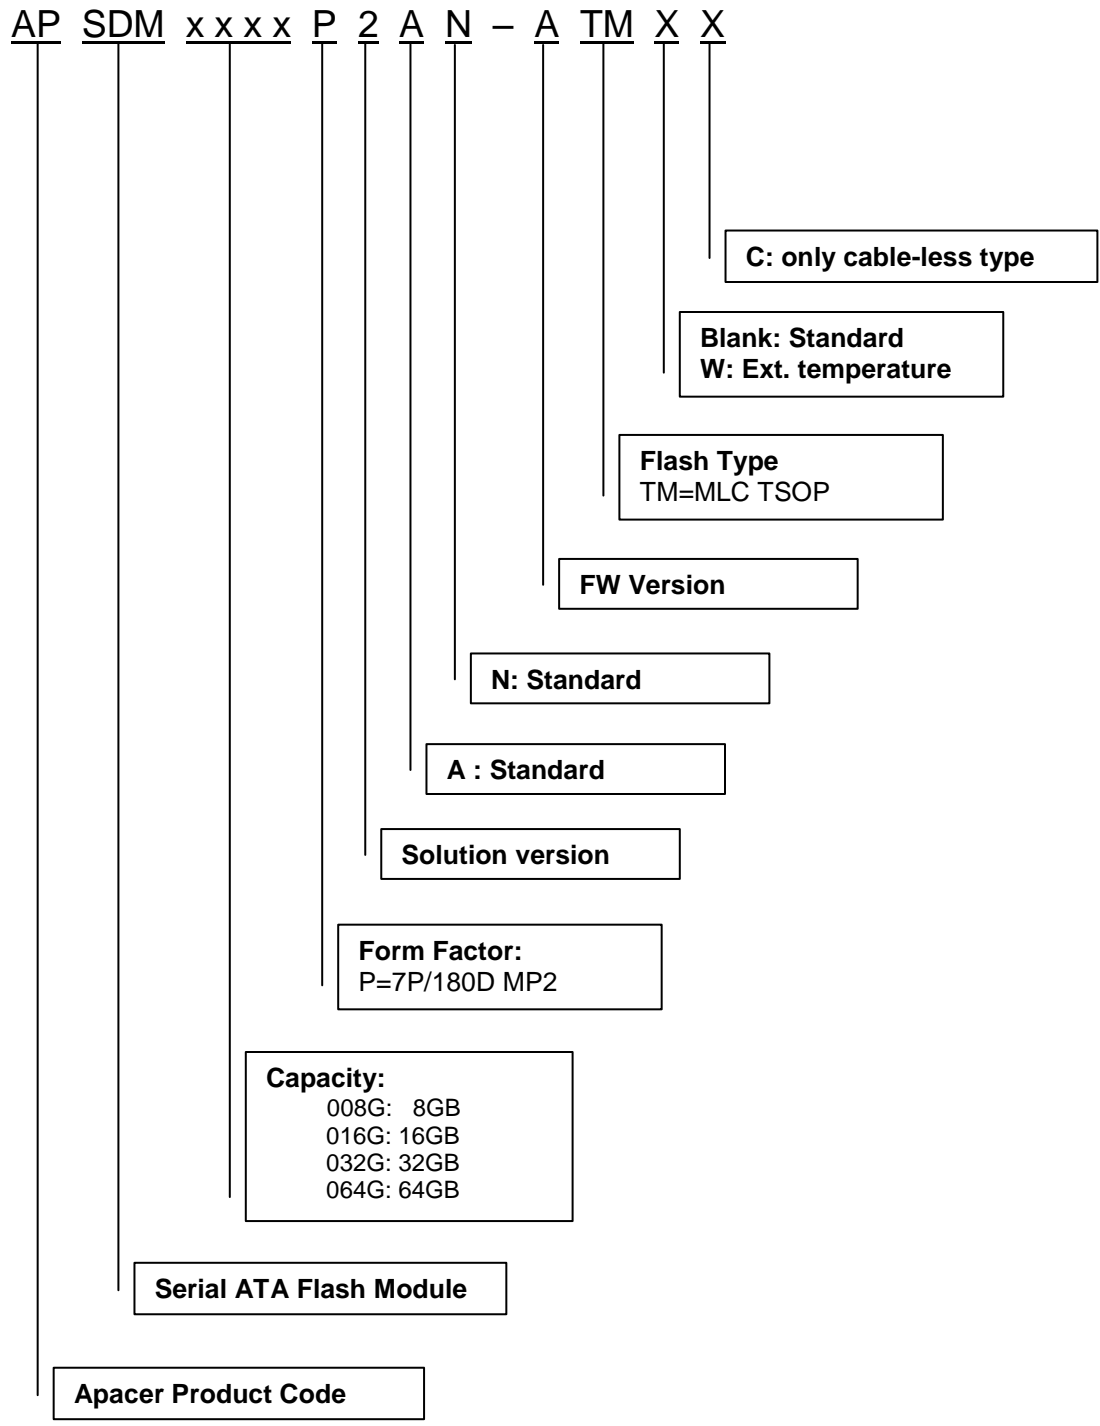 AP SDM x x x x P 2 A N – A TM X X
C: only cable-less type
Blank: Standard
W: Ext. temperature
Flash Type
TM=MLC TSOP
FW Version
N: Standard
A : Standard
Solution version
Form Factor:
P=7P/180D MP2
Capacity:
008G: 8GB
016G: 16GB
032G: 32GB
064G: 64GB
Serial ATA Flash Module
Apacer Product Code